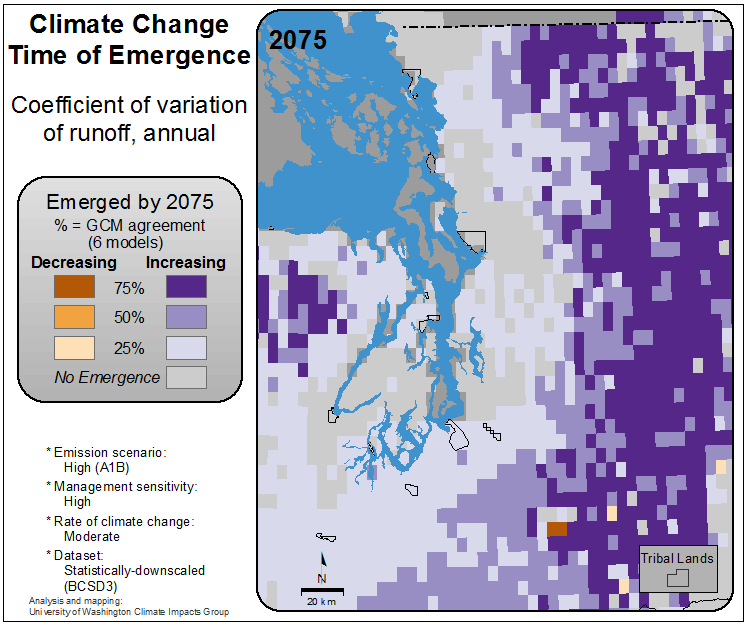 Climate Change
Time of Emergence
Coefficient of variation
of runoff, annual
Emerged by 2075
% = GCM agreement
(6 models)
Decreasing Increasing
75%
50%
25%
No Emergence
* Emission scenario:
High (A1B)
* Management sensitivity:
High
* Rate of climate change:
Moderate
* Dataset:
Statistically-downscaled
(BCSD3)
Analysis and mapping:
University of Washington Climate Impacts Group
2075
N
20 km
Tribal Lands